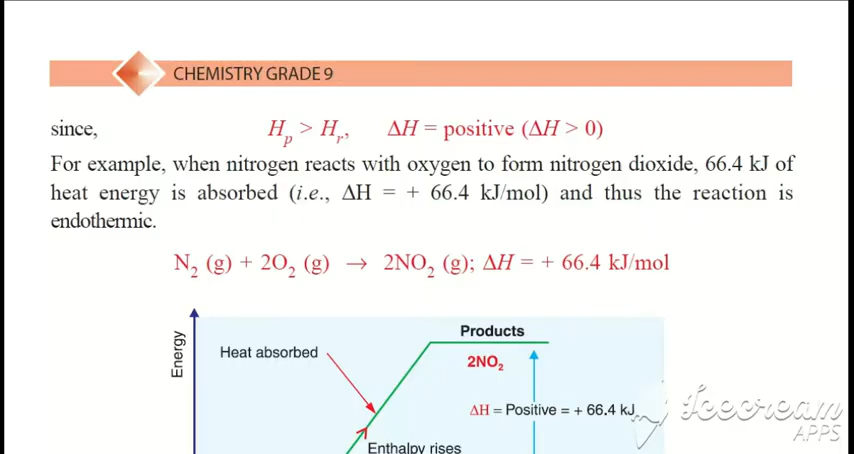 CHEMISTRY GRADE 9
since, Hₚ > Hᵣ, ΔH = positive (ΔH > 0)
For example, when nitrogen reacts with oxygen to form nitrogen dioxide, 66.4 kJ of
heat energy is absorbed (i.e., ΔH = + 66.4 kJ/mol) and thus the reaction is
endothermic.
N₂ (g) + 2O₂ (g) → 2NO₂ (g); ΔH = + 66.4 kJ/mol
Energy
Products
Heat absorbed
2NO₂
ΔH = Positive = + 66.4 kJ
Enthalpy rises
Icecream
APPS